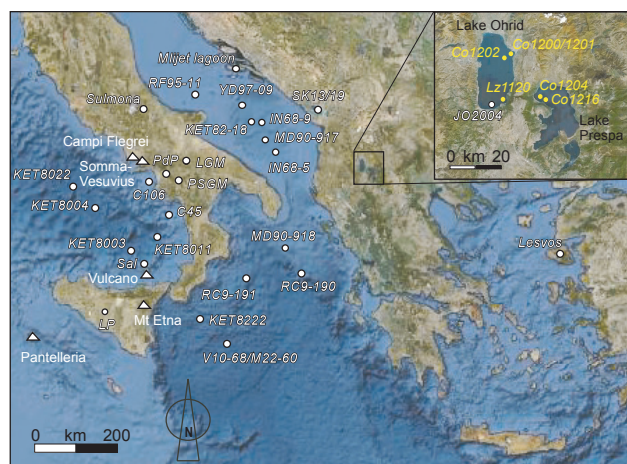 Lake Ohrid
Co1202
Co1200/1201
Lz1120
Co1204
Co1216
JO2004
Lake
Prespa
0 km 20
Mlijet lagoon
RF95-11
YD97-09
SK13/19
Sulmona
IN68-9
KET82-18
MD90-917
Campi Flegrei
IN68-5
Somma-
Vesuvius
PdP
LGM
KET8022
PSGM
C106
KET8004
C45
KET8003
KET8011
MD90-918
Lesvos
Sal
Vulcano
RC9-191
RC9-190
LP
Mt Etna
KET8222
Pantelleria
V10-68/M22-60
N
0 km 200